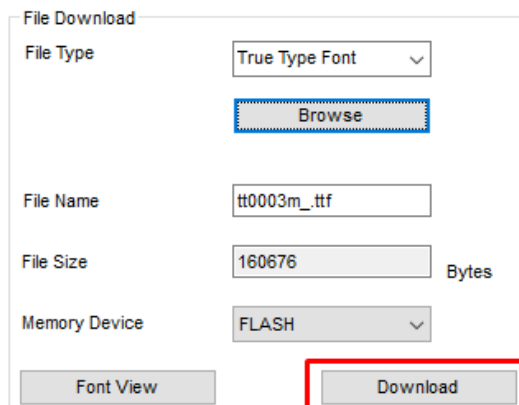 File Download
File Type True Type Font
Browse
File Name tt0003m_.ttf
File Size 160676 Bytes
Memory Device FLASH
Font View Download